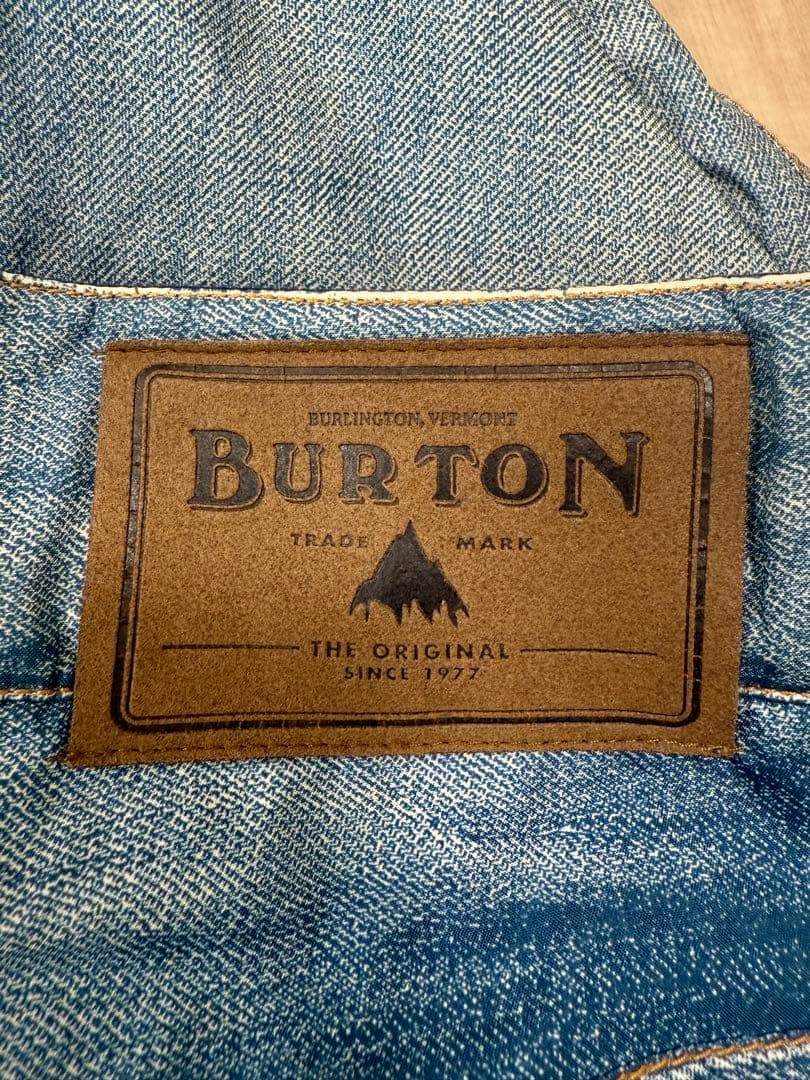 BURLINGTON, VERMONT
BURTON
TRADE MARK
THE ORIGINAL
SINCE 1977